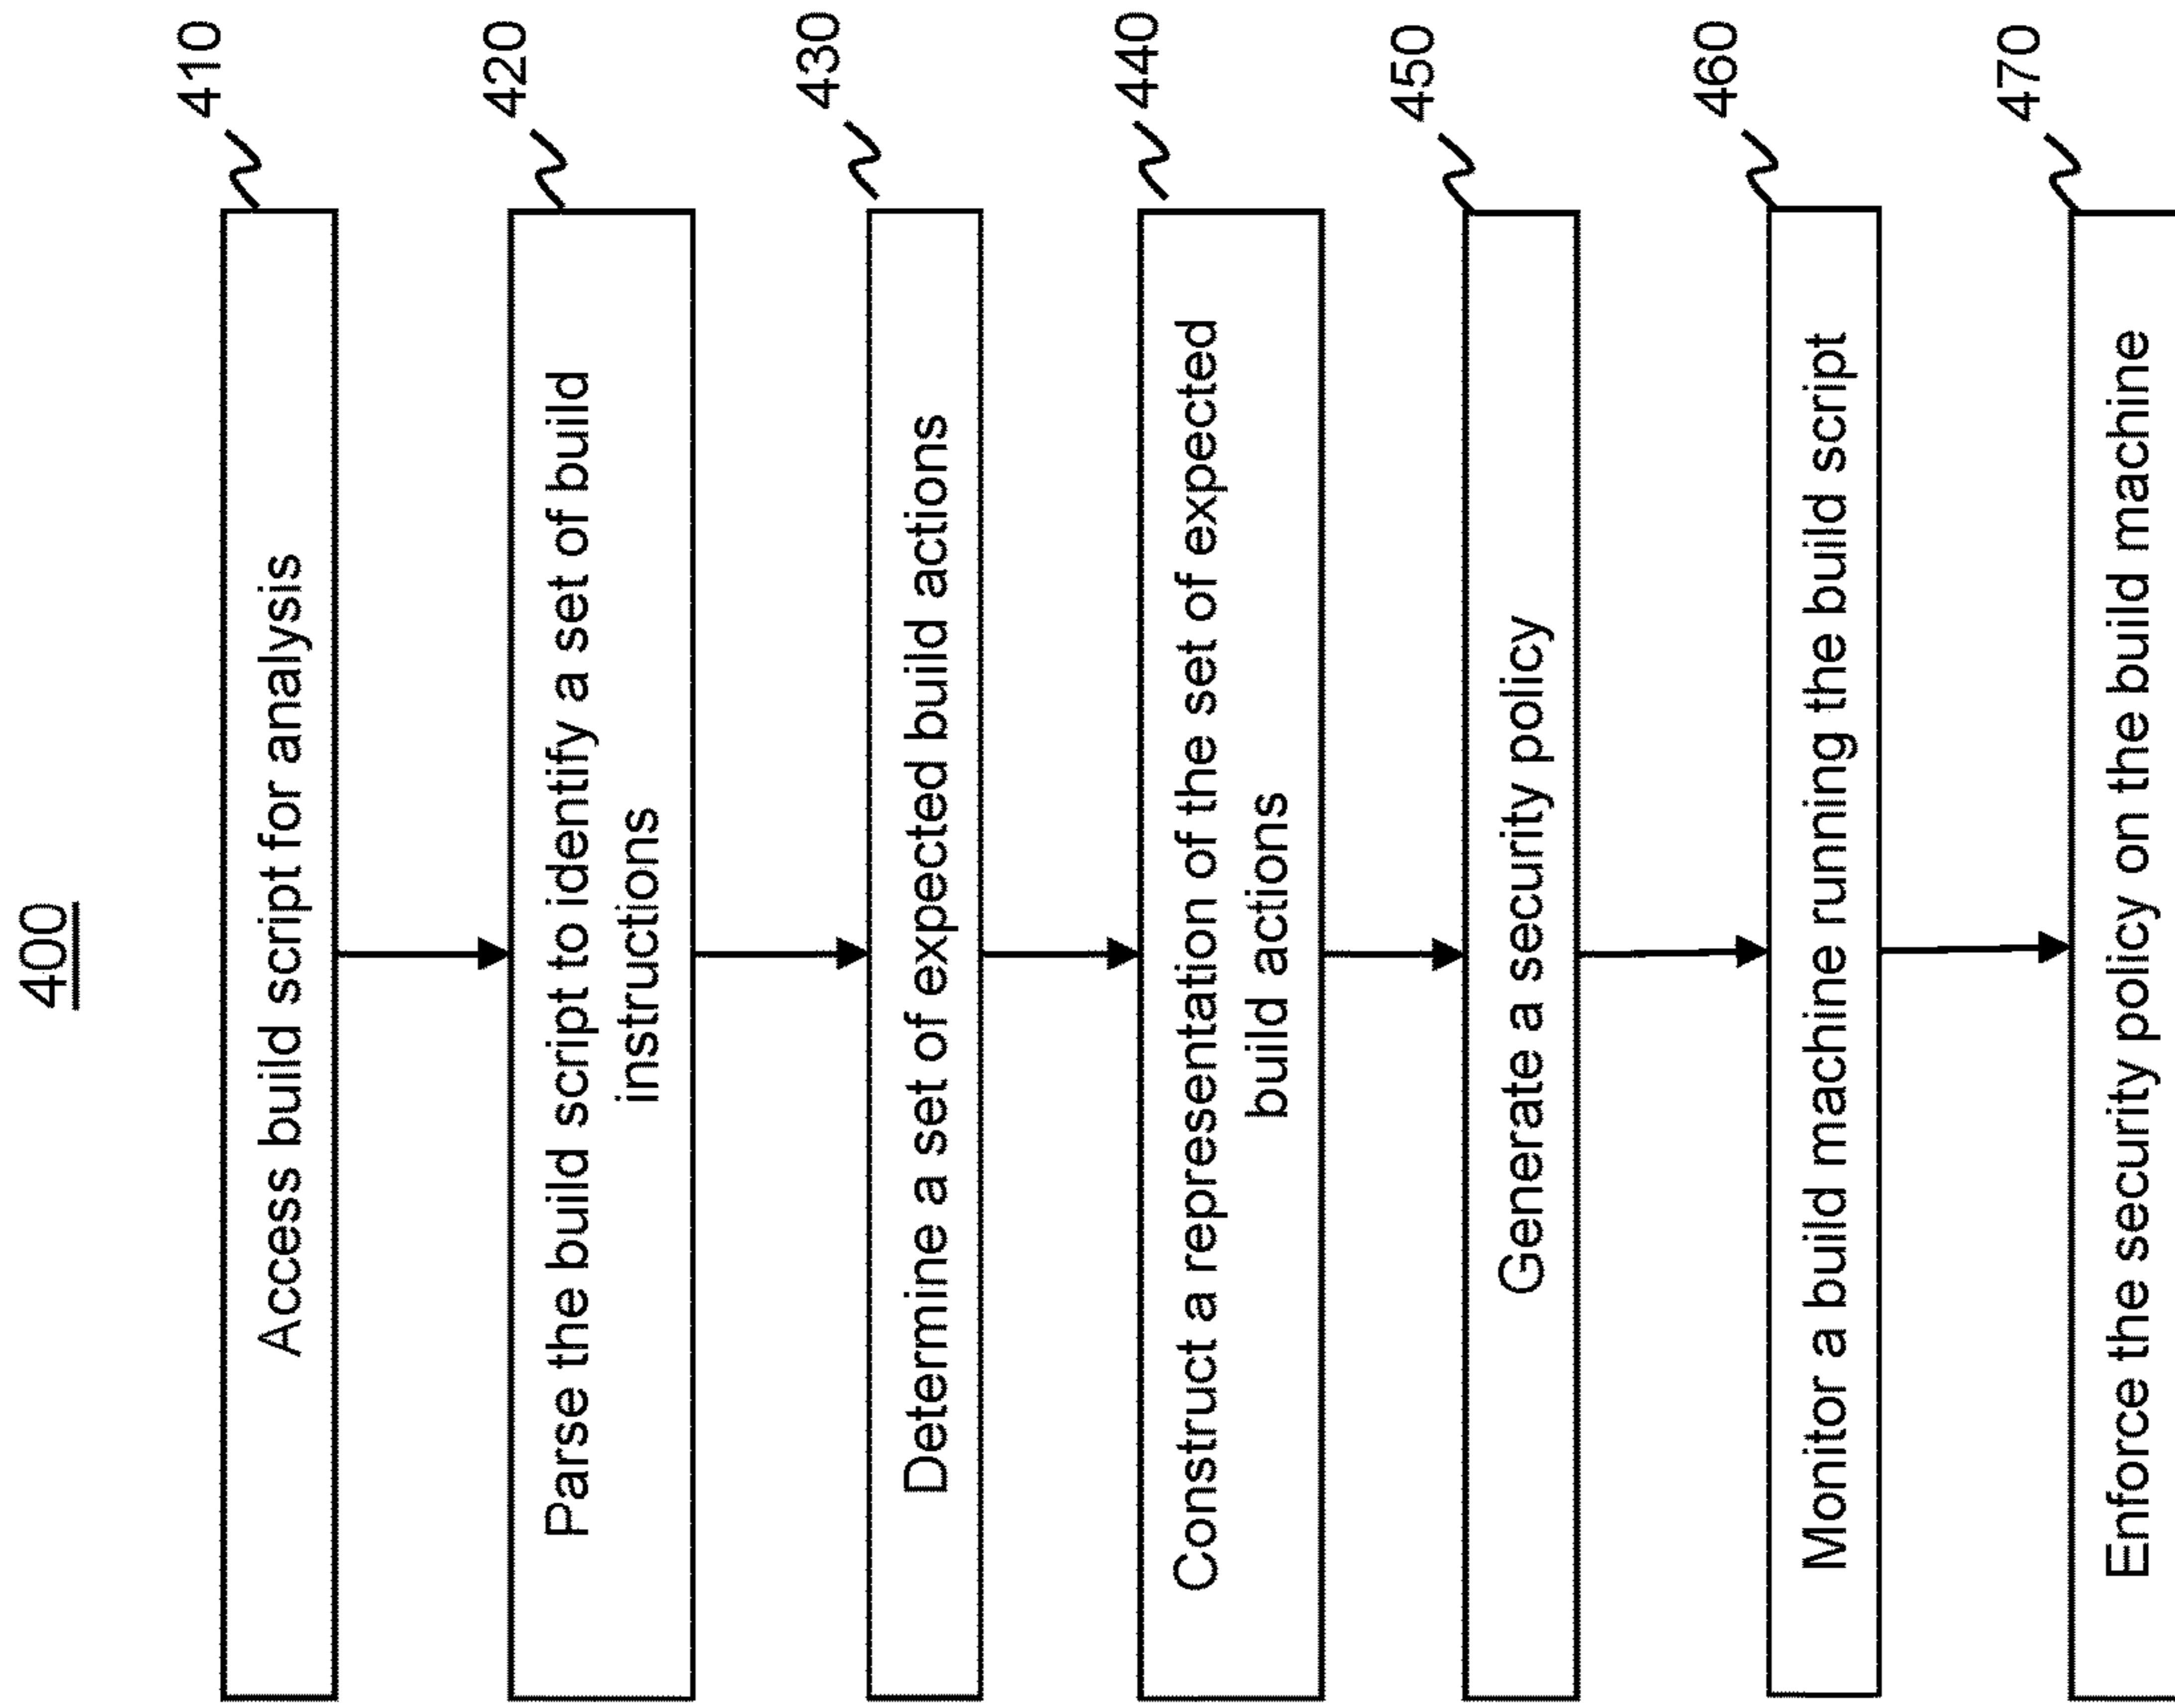 400
410
Access build script for analysis
420
Parse the build script to identify a set of build
instructions
430
Determine a set of expected build actions
440
Construct a representation of the set of expected
build actions
450
Generate a security policy
460
Monitor a build machine running the build script
470
Enforce the security policy on the build machine